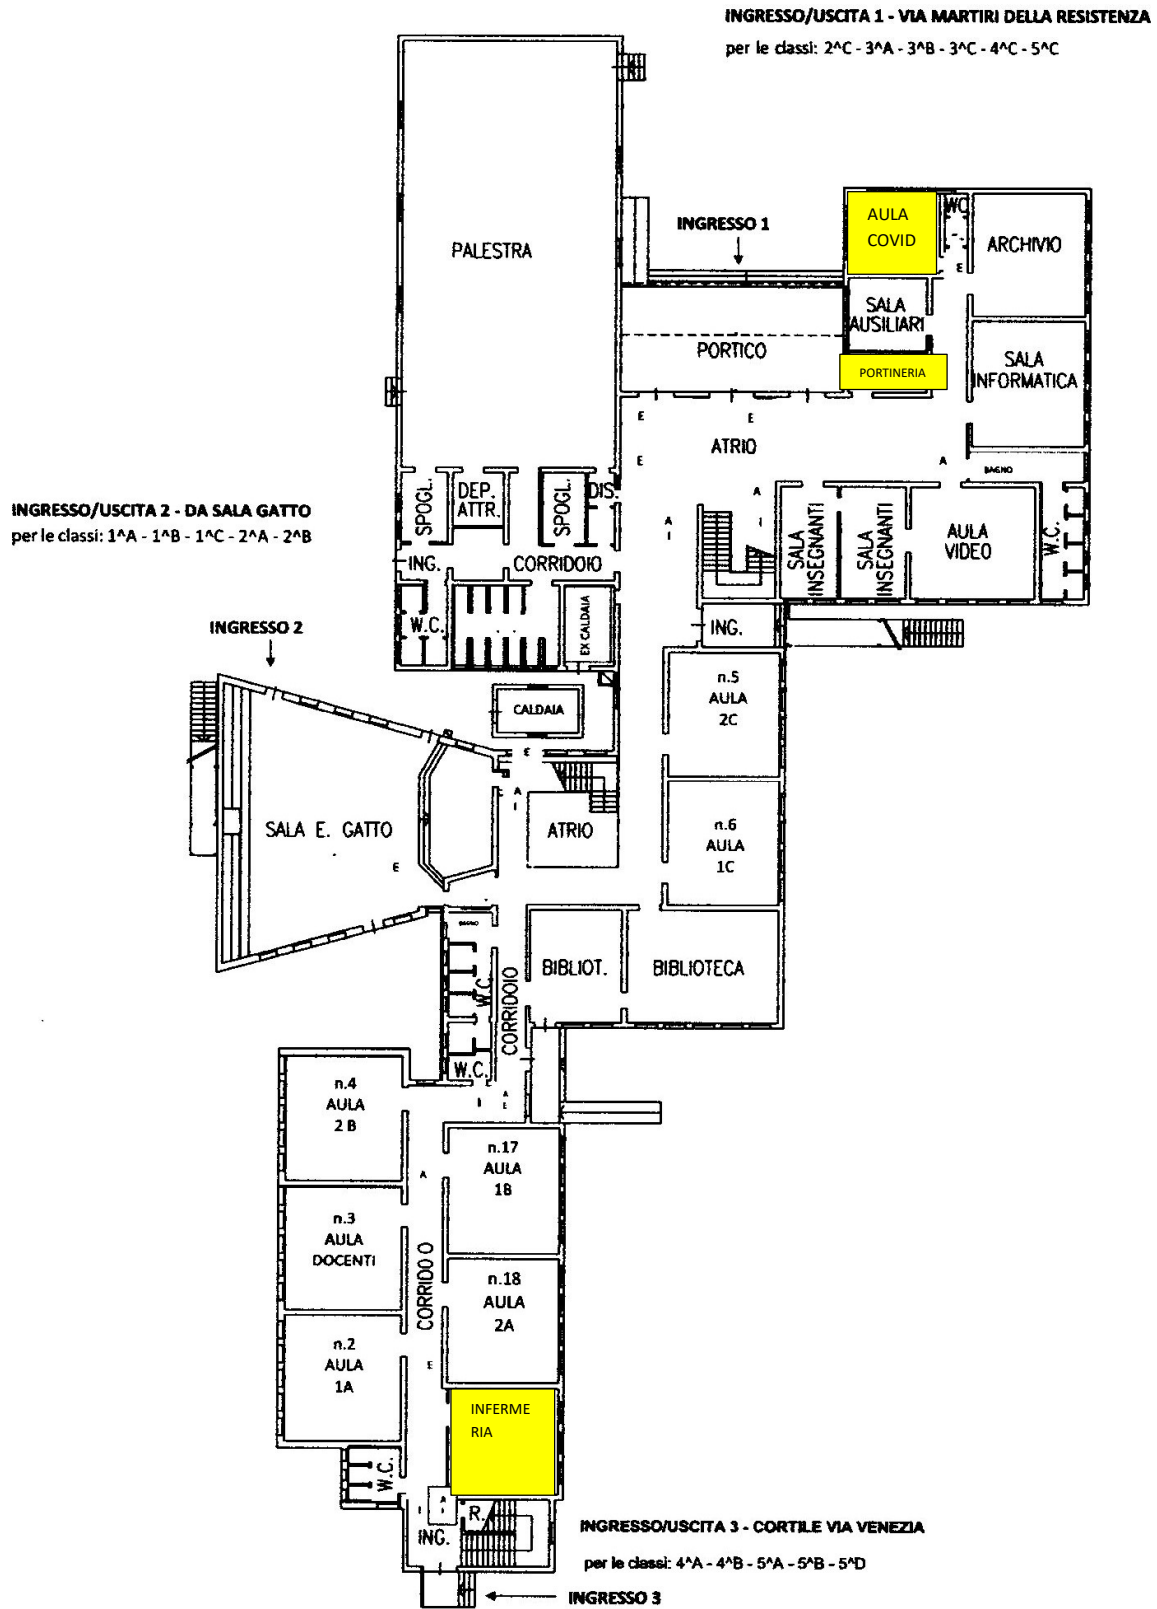 INGRESSO/USCITA 1 - VIA MARTIRI DELLA RESISTENZA
per le classi: 2^C - 3^A - 3^B - 3^C - 4^C - 5^C
INGRESSO 1
PALESTRA
AULA
COVID
WC
E
ARCHIVIO
SALA
AUSILIARI
PORTICO
PORTINERIA
SALA
INFORMATICA
E
E
E
ATRIO
A
BAGNO
SPOGL.
DEP.
ATTR.
SPOGL.
DIS.
A
I
A
I
SALA
INSEGNANTI
SALA
INSEGNANTI
AULA
VIDEO
W.C.
INGRESSO/USCITA 2 - DA SALA GATTO
per le classi: 1^A - 1^B - 1^C - 2^A - 2^B
ING.
CORRIDOIO
W.C.
EX CALDAIA
ING.
INGRESSO 2
n.5
AULA
2C
CALDAIA
E
A
I
SALA E. GATTO
ATRIO
n.6
AULA
1C
E
BAGNO
W.C.
CORRIDOIO
BIBLIOT.
BIBLIOTECA
W.C.
I
A
E
n.4
AULA
2 B
n.17
AULA
1B
A
n.3
AULA
DOCENTI
CORRIDO O
n.18
AULA
2A
n.2
AULA
1A
E
INFERME
RIA
W.C.
I
A
I
R.
ING.
INGRESSO/USCITA 3 - CORTILE VIA VENEZIA
per le classi: 4^A - 4^B - 5^A - 5^B - 5^D
INGRESSO 3